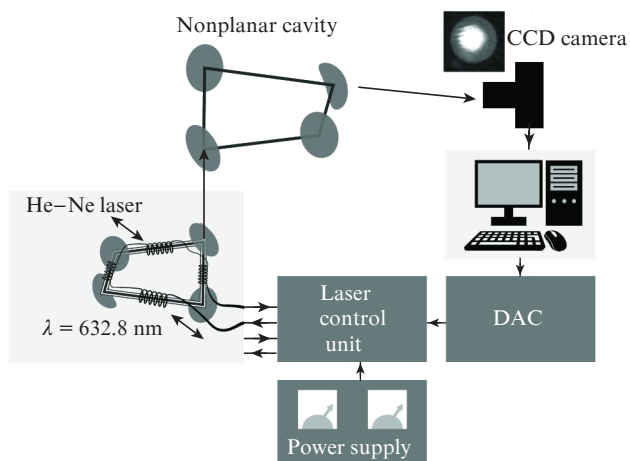 Nonplanar cavity
CCD camera
He–Ne laser
λ = 632.8 nm
Laser
control
unit
DAC
Power supply